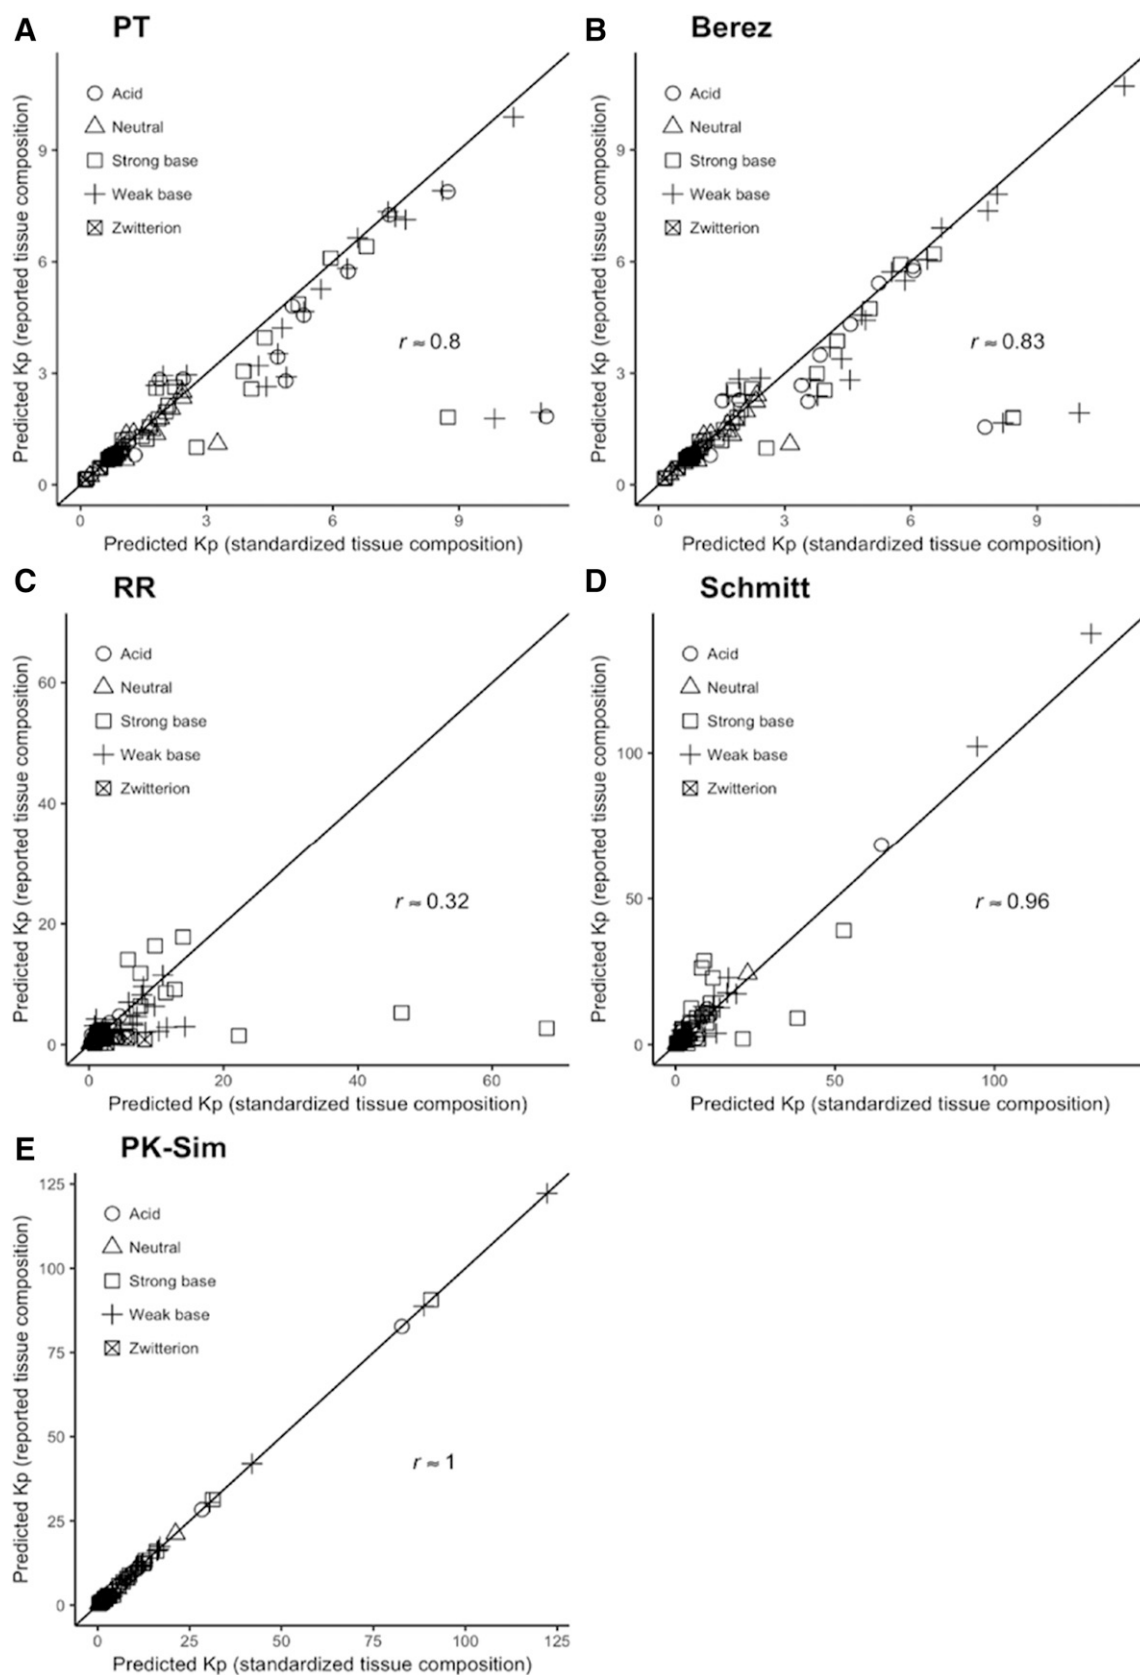 A PT
Predicted Kp (reported tissue composition)
Acid
Neutral
Strong base
Weak base
Zwitterion
r ≈ 0.8
9
6
3
0
0 3 6 9
Predicted Kp (standardized tissue composition)
B Berez
Predicted Kp (reported tissue composition)
Acid
Neutral
Strong base
Weak base
Zwitterion
r ≈ 0.83
9
6
3
0
0 3 6 9
Predicted Kp (standardized tissue composition)
C RR
Predicted Kp (reported tissue composition)
Acid
Neutral
Strong base
Weak base
Zwitterion
r ≈ 0.32
60
40
20
0
0 20 40 60
Predicted Kp (standardized tissue composition)
D Schmitt
Predicted Kp (reported tissue composition)
Acid
Neutral
Strong base
Weak base
Zwitterion
r ≈ 0.96
100
50
0
0 50 100
Predicted Kp (standardized tissue composition)
E PK-Sim
Predicted Kp (reported tissue composition)
Acid
Neutral
Strong base
Weak base
Zwitterion
r ≈ 1
125
100
75
50
25
0
0 25 50 75 100 125
Predicted Kp (standardized tissue composition)